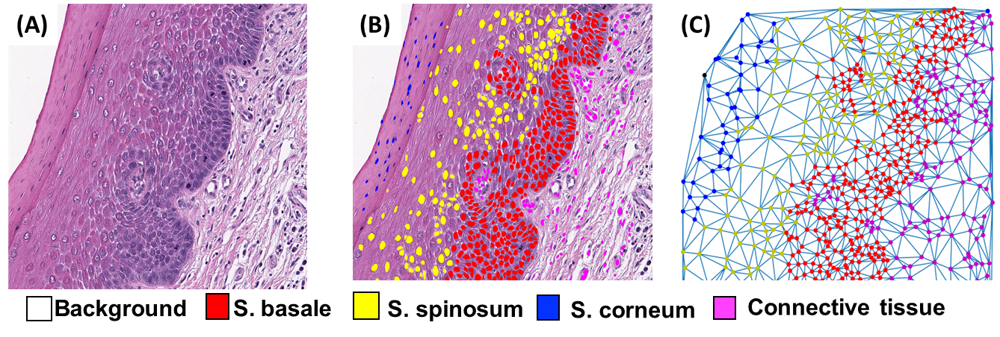 (A) (B) (C)
Background S. basale S. spinosum S. corneum Connective tissue